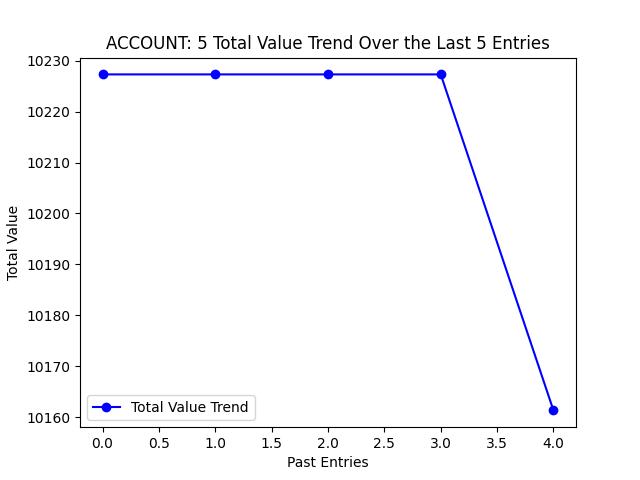 ACCOUNT: 5 Total Value Trend Over the Last 5 Entries
Total Value
10230
10220
10210
10200
10190
10180
10170
10160
Total Value Trend
0.0 0.5 1.0 1.5 2.0 2.5 3.0 3.5 4.0
Past Entries